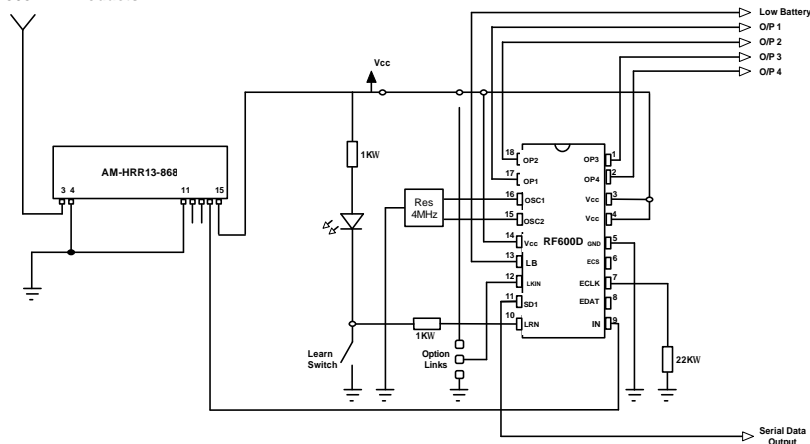 Low Battery
O/P 1
O/P 2
O/P 3
O/P 4
Vcc
1KW
AM-HRR13-868
3 4 11 15
Res
4MHz
RF600D
18 OP2
17 OP1
16 OSC1
15 OSC2
14 Vcc
13 LB
12 LKIN
11 SD1
10 LRN
OP3 1
OP4 2
Vcc 3
Vcc 4
GND 5
ECS 6
ECLK 7
EDAT 8
IN 9
1KW
Learn
Switch
Option
Links
22KW
Serial Data
Output